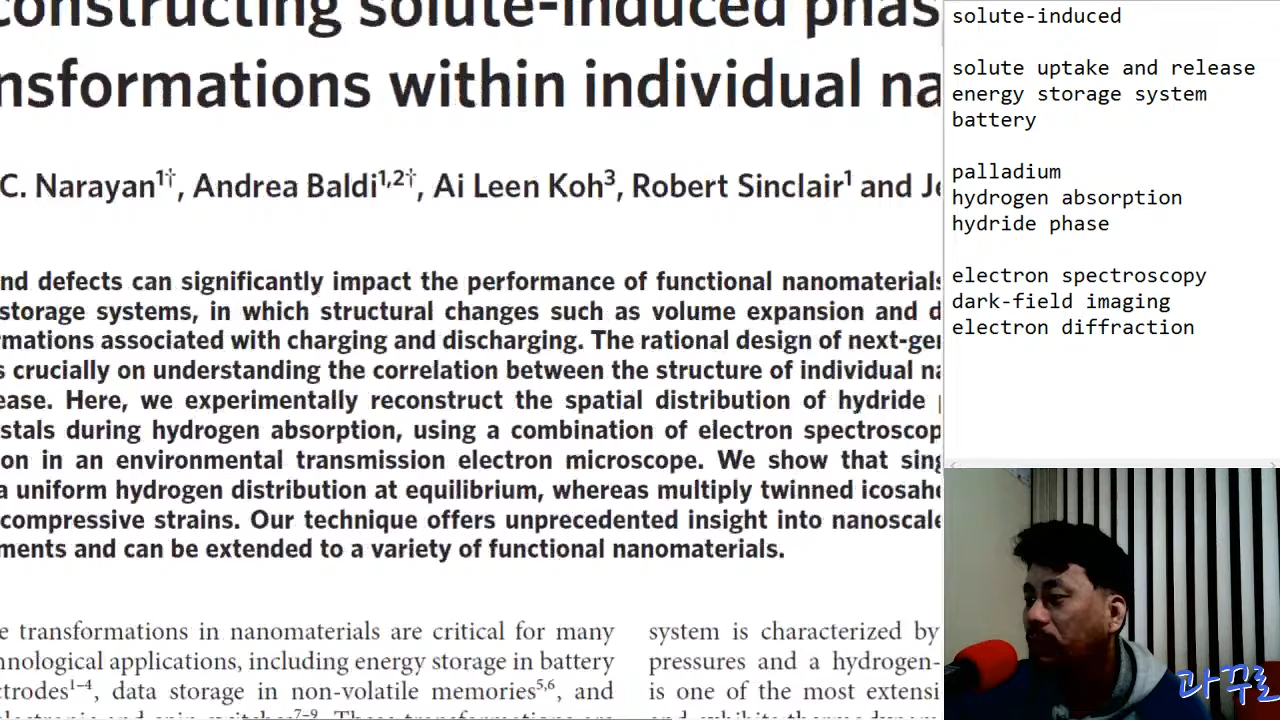 constructing solute-induced phas
nsformations within individual na
C. Narayan1†, Andrea Baldi1,2†, Ai Leen Koh3, Robert Sinclair1 and Je
nd defects can significantly impact the performance of functional nanomaterials
storage systems, in which structural changes such as volume expansion and d
rmations associated with charging and discharging. The rational design of next-gen
s crucially on understanding the correlation between the structure of individual na
ease. Here, we experimentally reconstruct the spatial distribution of hydride
stals during hydrogen absorption, using a combination of electron spectroscop
on in an environmental transmission electron microscope. We show that sing
a uniform hydrogen distribution at equilibrium, whereas multiply twinned icosahe
compressive strains. Our technique offers unprecedented insight into nanoscale
ments and can be extended to a variety of functional nanomaterials.
e transformations in nanomaterials are critical for many
hnological applications, including energy storage in battery
ctrodes1–4, data storage in non-volatile memories5,6, and
system is characterized by
pressures and a hydrogen-
is one of the most extensi
solute-induced
solute uptake and release
energy storage system
battery
palladium
hydrogen absorption
hydride phase
electron spectroscopy
dark-field imaging
electron diffraction
과꾸로